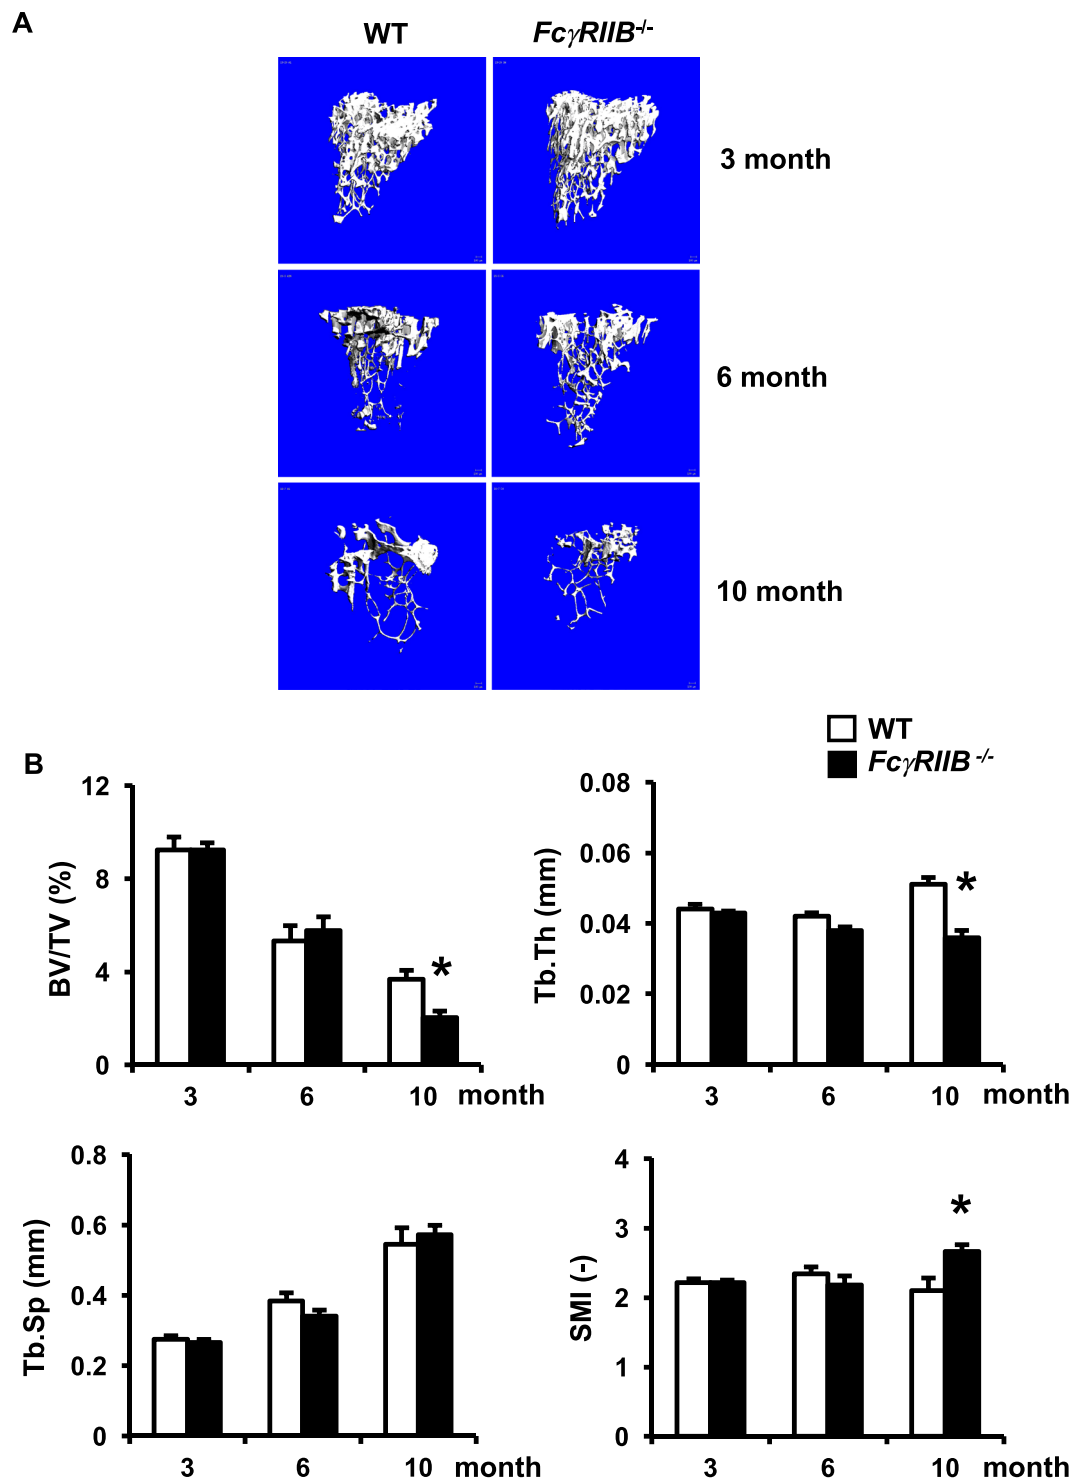 A
WT FcγRIIB-/-
3 month
6 month
10 month
WT
FcγRIIB -/-
B
12
8
4
0
BV/TV (%)
3 6 10 month
0.08
0.06
0.04
0.02
0
Tb.Th (mm)
3 6 10 month
*
*
0.8
0.6
0.4
0.2
0
Tb.Sp (mm)
3 6 10 month
4
3
2
1
0
SMI (-)
3 6 10 month
*